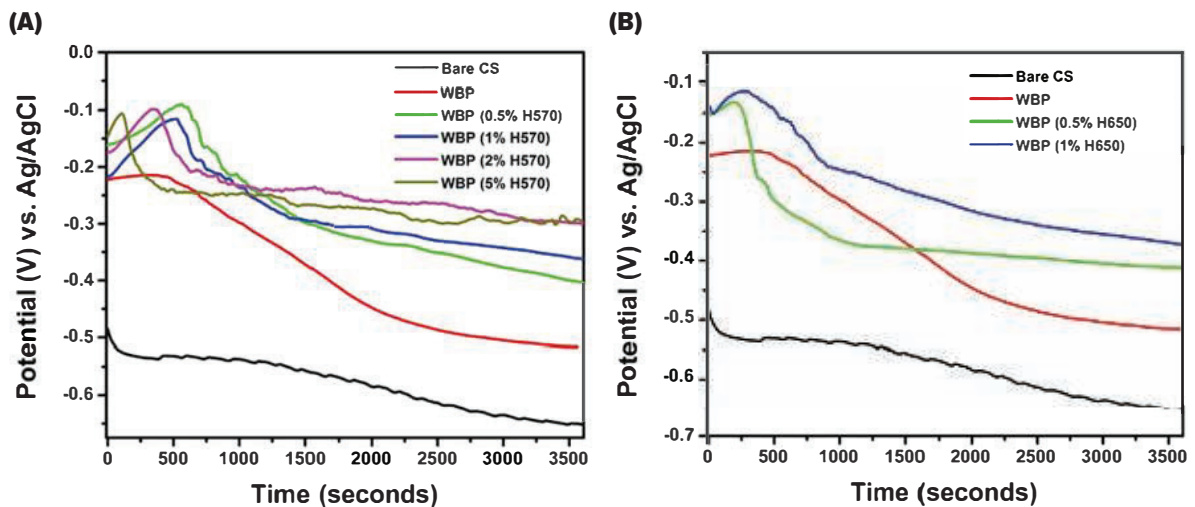 (A)
0.0
-0.1
-0.2
-0.3
-0.4
-0.5
-0.6
Potential (V) vs. Ag/AgCl
Bare CS
WBP
WBP (0.5% H570)
WBP (1% H570)
WBP (2% H570)
WBP (5% H570)
0 500 1000 1500 2000 2500 3000 3500
Time (seconds)
(B)
-0.1
-0.2
-0.3
-0.4
-0.5
-0.6
-0.7
Potential (V) vs. Ag/AgCl
Bare CS
WBP
WBP (0.5% H650)
WBP (1% H650)
0 500 1000 1500 2000 2500 3000 3500
Time (seconds)